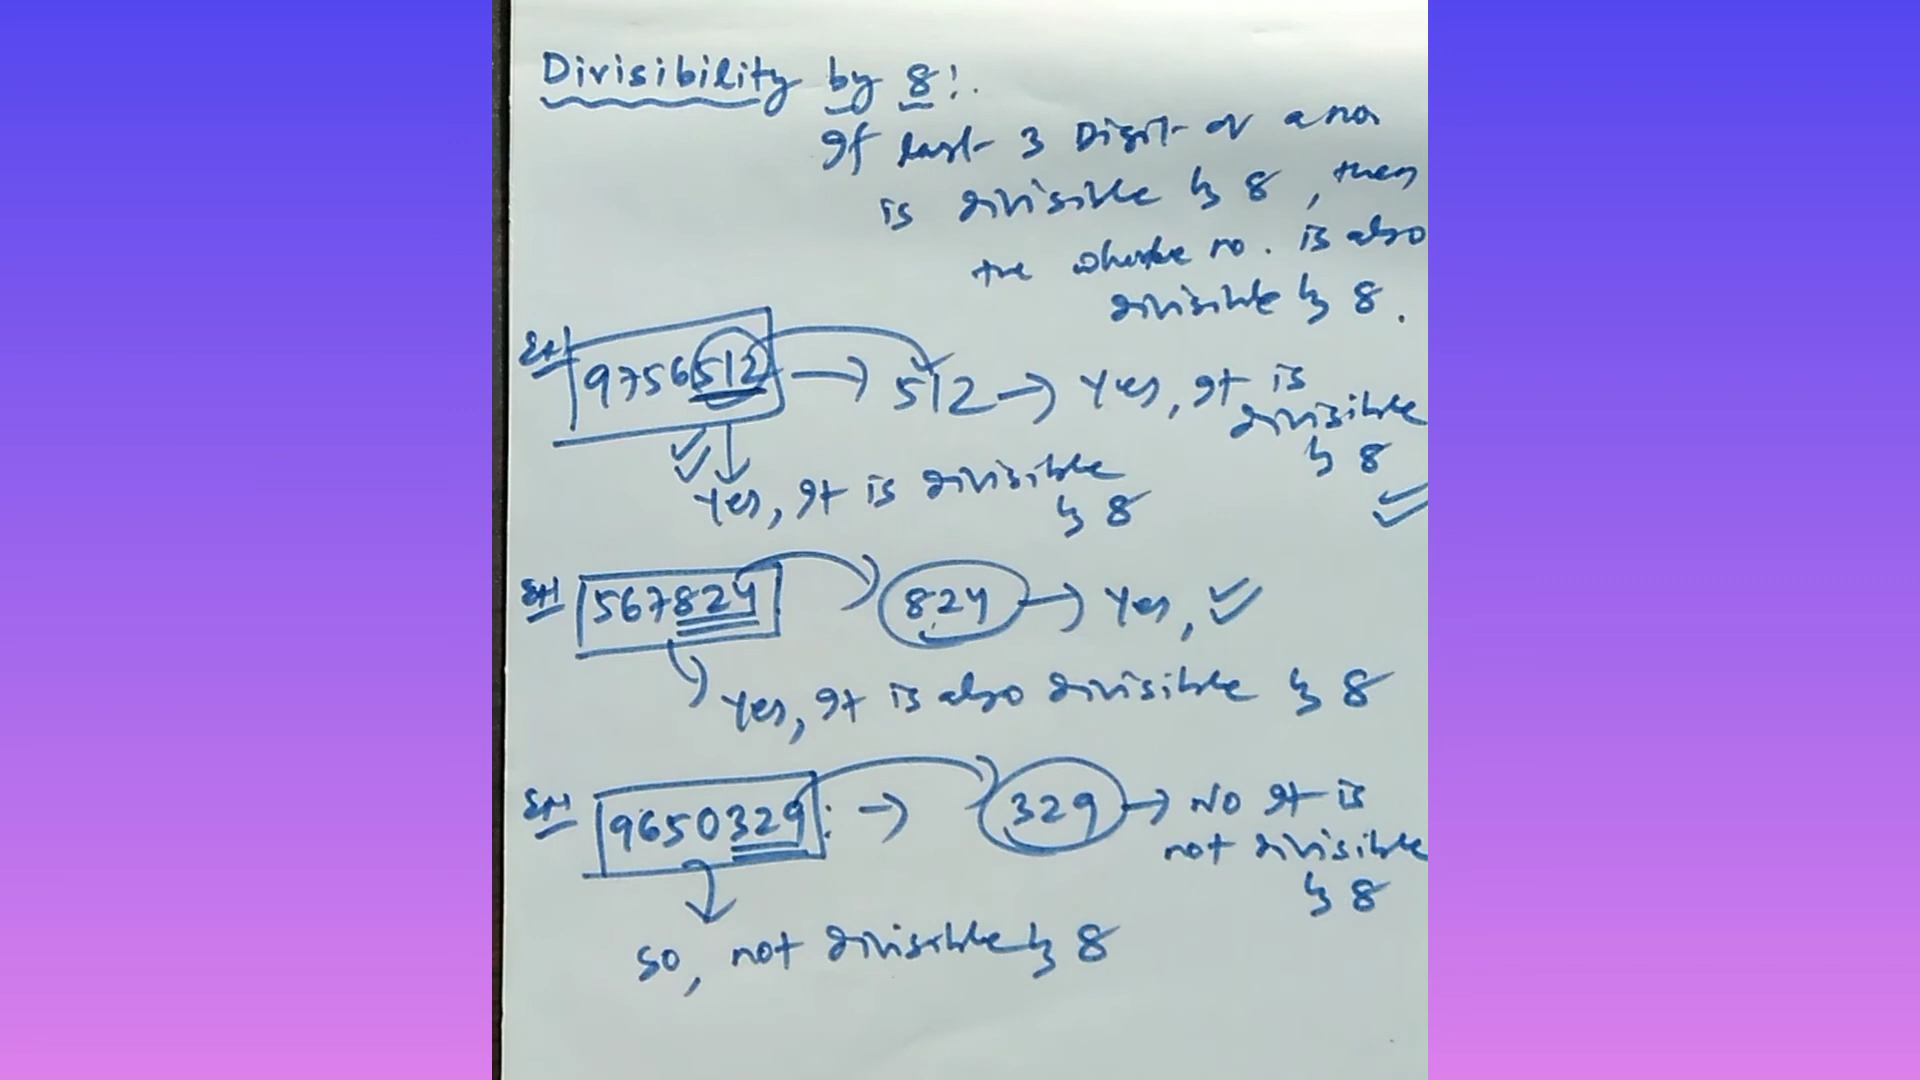 Divisibility by 8:.
If last 3 Digit of a no.
is divisible by 8, then
the whole no. is also
divisible by 8.
Ex:1 9756512 → 512 → Yes, It is
divisible
by 8
Yes, It is divisible
by 8
Ex:1 567824 824 → Yes,
Yes, It is also divisible by 8
9650329: → 329 → No It is
not divisible
by 8
So, not divisible by 8